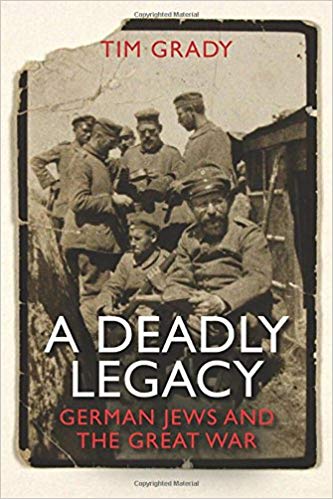 Copyrighted Material
TIM GRADY
A DEADLY
LEGACY
GERMAN JEWS AND
THE GREAT WAR
Copyrighted Material